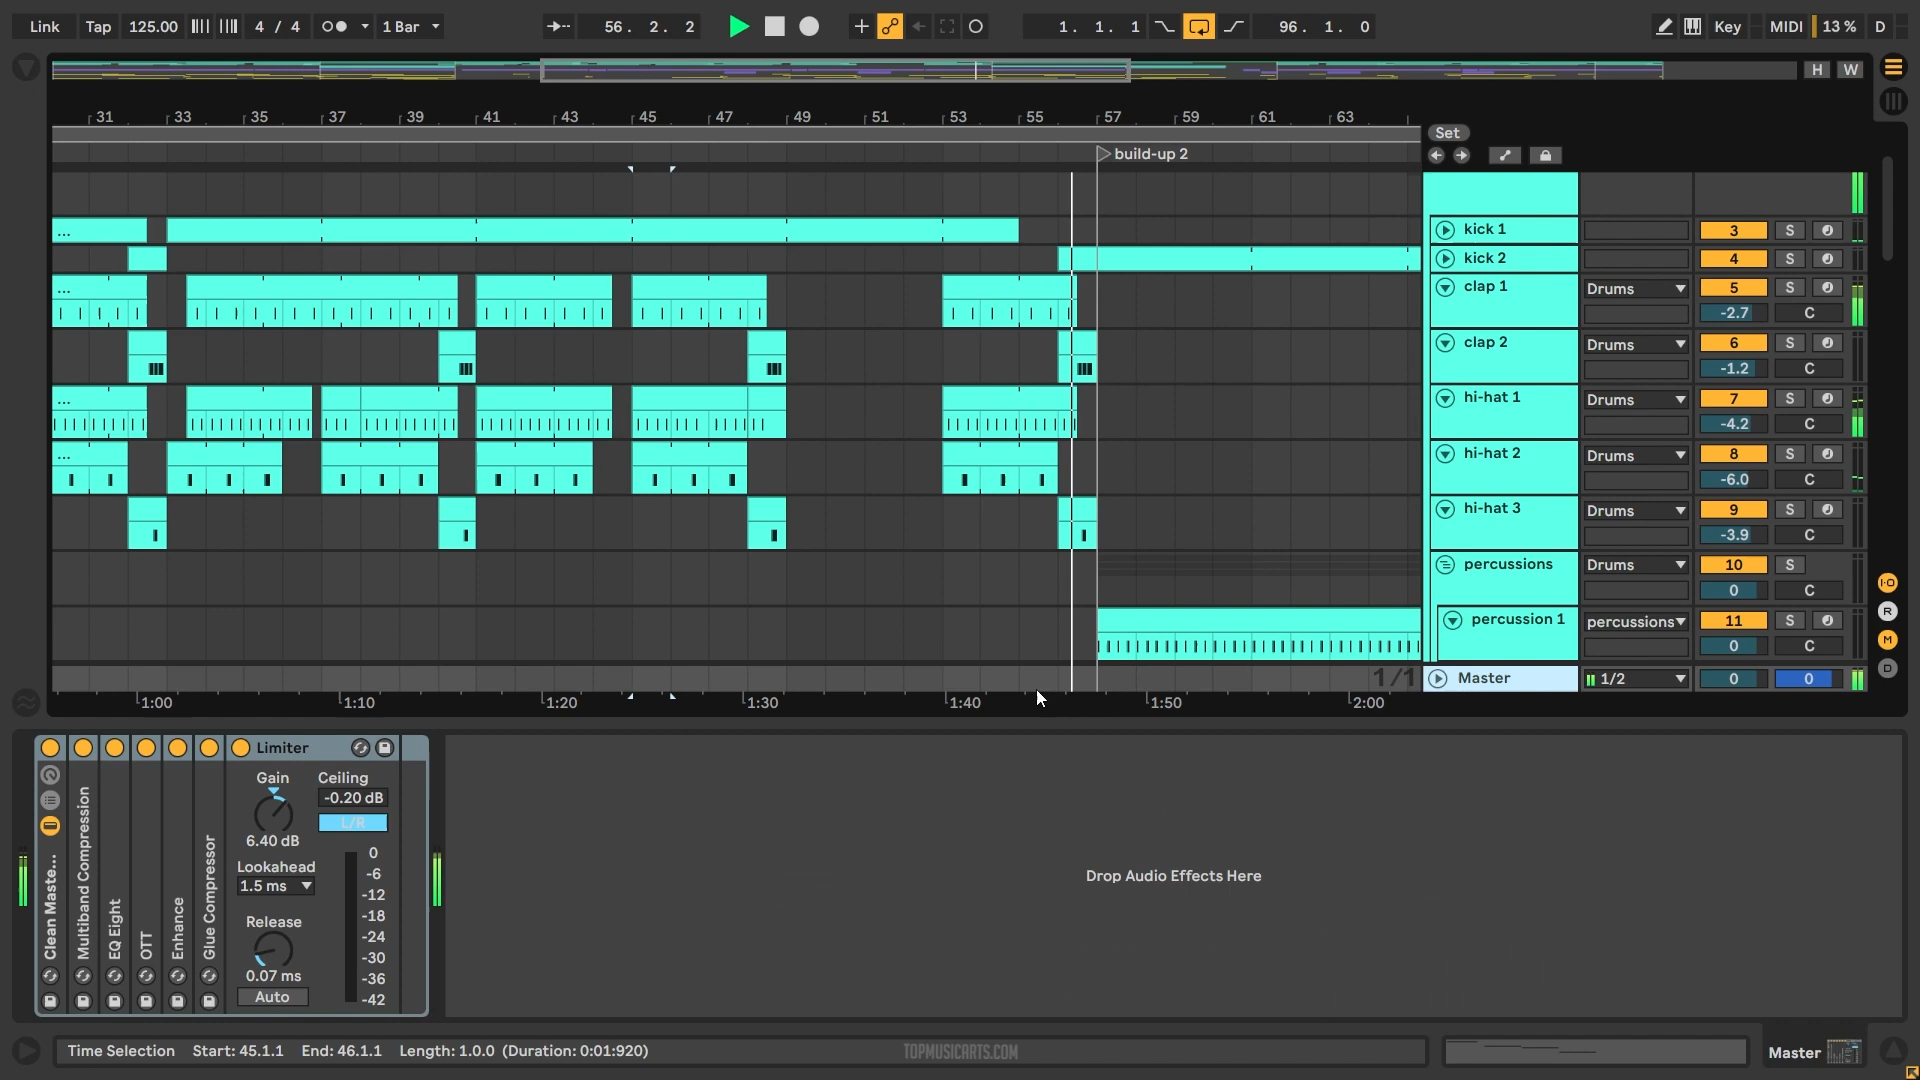 Link Tap 125.00 4 / 4 1 Bar 56. 2. 2 1. 1. 1 96. 1. 0 Key MIDI 13 % D
H W
31 33 35 37 39 41 43 45 47 49 51 53 55 57 59 61 63
Set
build-up 2
... kick 1 3 S
kick 2 4 S
... clap 1 Drums 5 S
-2.7 C
clap 2 Drums 6 S
-1.2 C
... hi-hat 1 Drums 7 S
-4.2 C
... hi-hat 2 Drums 8 S
-6.0 C
hi-hat 3 Drums 9 S
-3.9 C
percussions Drums 10 S
0 C
percussion 1 percussions 11 S
0 C
I·O
R
M
D
1/1 Master 1/2 0 0
1:00 1:10 1:20 1:30 1:40 1:50 2:00
Clean Maste...
Multiband Compression
EQ Eight
OTT
Enhance
Glue Compressor
Limiter
Gain Ceiling
-0.20 dB
L/R
6.40 dB
Lookahead
1.5 ms
Release
0.07 ms
Auto
0
-6
-12
-18
-24
-30
-36
-42
Drop Audio Effects Here
Time Selection Start: 45.1.1 End: 46.1.1 Length: 1.0.0 (Duration: 0:01:920)
TOPMUSICARTS.COM
Master